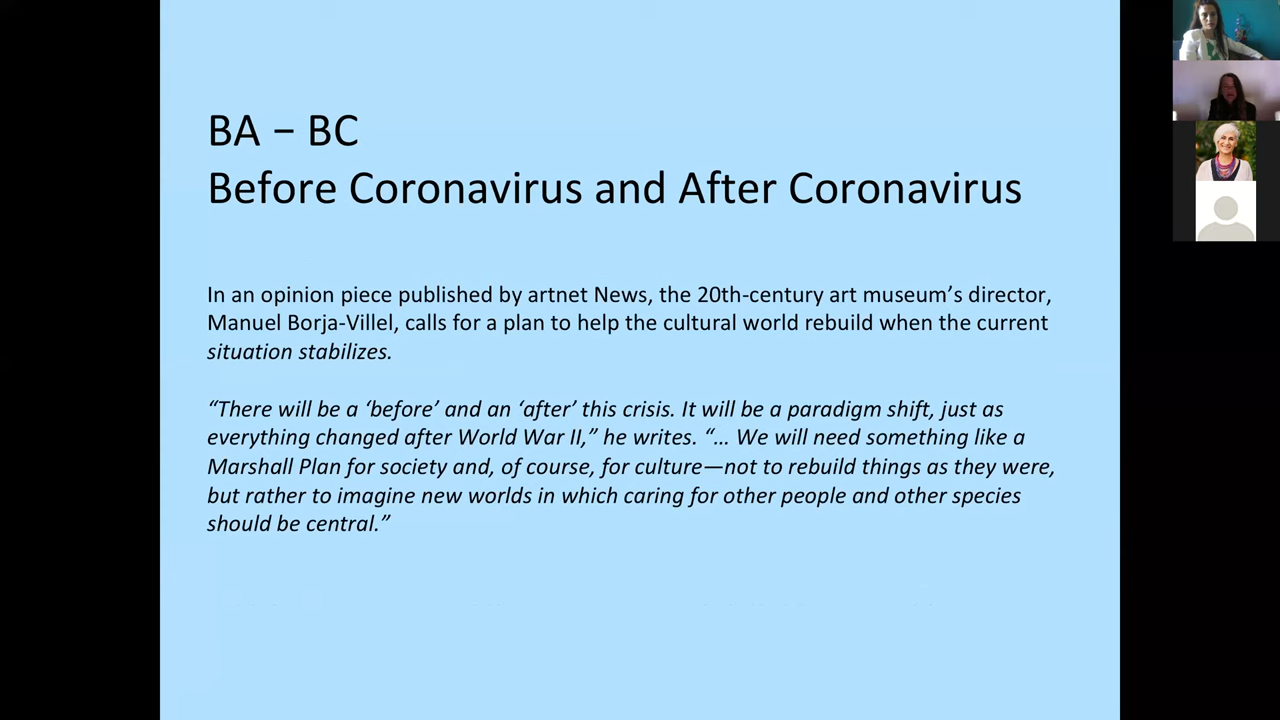 BA – BC
Before Coronavirus and After Coronavirus
In an opinion piece published by artnet News, the 20th-century art museum’s director,
Manuel Borja-Villel, calls for a plan to help the cultural world rebuild when the current
situation stabilizes.
“There will be a ‘before’ and an ‘after’ this crisis. It will be a paradigm shift, just as
everything changed after World War II,” he writes. “… We will need something like a
Marshall Plan for society and, of course, for culture—not to rebuild things as they were,
but rather to imagine new worlds in which caring for other people and other species
should be central.”